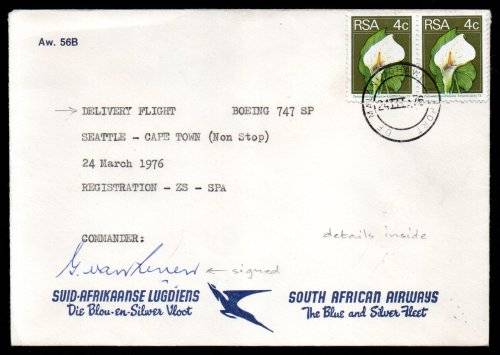 Aw. 56B
RSA 4c
RSA 4c
→ DELIVERY FLIGHT BOEING 747 SP
SEATTLE - CAPE TOWN (Non Stop)
24 March 1976
REGISTRATION - ZS - SPA
COMMANDER:
details inside
← signed
SUID-AFRIKAANSE LUGDIENS
Die Blou-en-Silwer Vloot
SOUTH AFRICAN AIRWAYS
The Blue and Silver Fleet